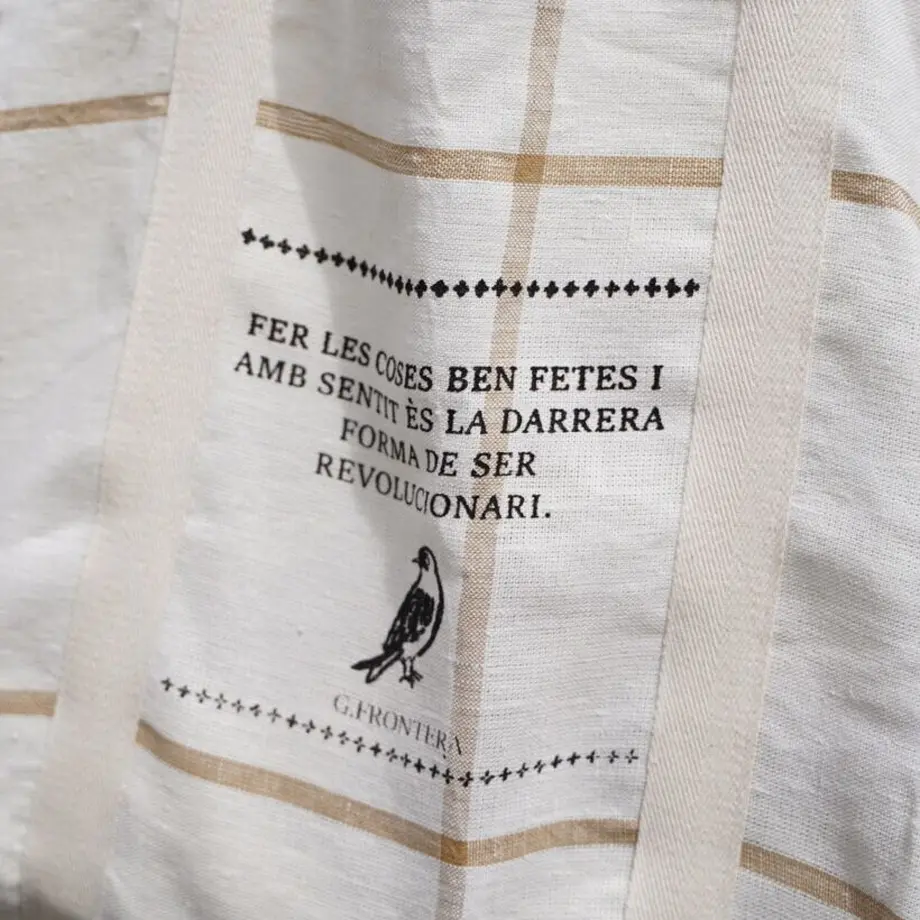 FER LES COSES BEN FETES I
AMB SENTIT ÈS LA DARRERA
FORMA DE SER
REVOLUCIONARI.
G.FRONTERA